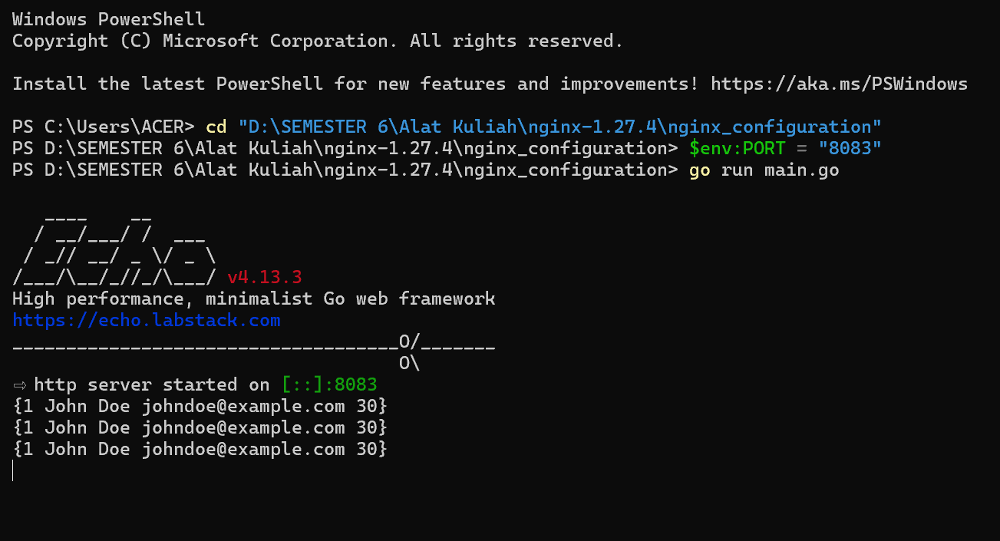 Windows PowerShell
Copyright (C) Microsoft Corporation. All rights reserved.
Install the latest PowerShell for new features and improvements! https://aka.ms/PSWindows
PS C:\Users\ACER> cd "D:\SEMESTER 6\Alat Kuliah\nginx-1.27.4\nginx_configuration"
PS D:\SEMESTER 6\Alat Kuliah\nginx-1.27.4\nginx_configuration> $env:PORT = "8083"
PS D:\SEMESTER 6\Alat Kuliah\nginx-1.27.4\nginx_configuration> go run main.go
   ____    __
  / __/___/ /  ___
 / _// __/ _ \/ _ \
/___/\__/_//_/\___/ v4.13.3
High performance, minimalist Go web framework
https://echo.labstack.com
____________________________________O/_______
                                    O\
⇨ http server started on [::]:8083
{1 John Doe johndoe@example.com 30}
{1 John Doe johndoe@example.com 30}
{1 John Doe johndoe@example.com 30}